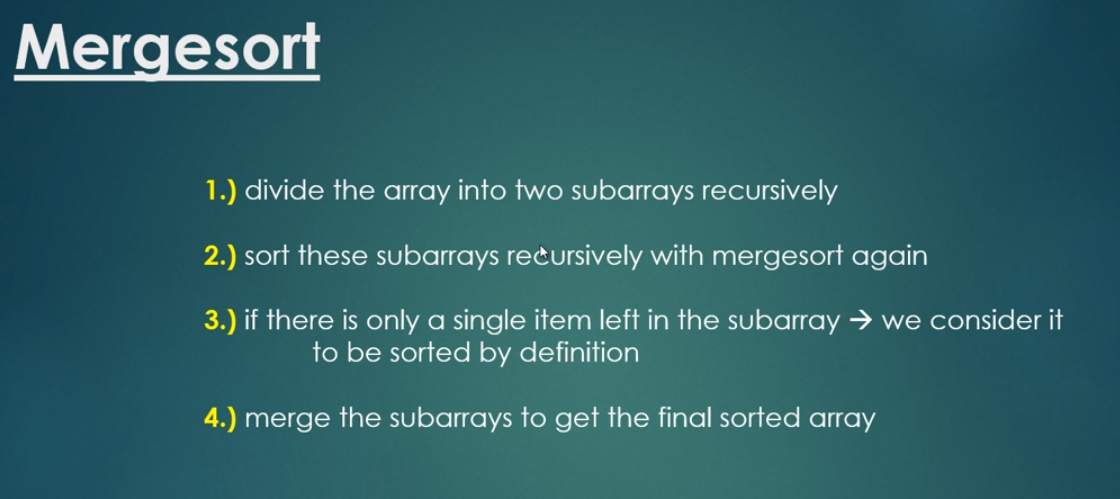 Mergesort
1.) divide the array into two subarrays recursively
2.) sort these subarrays recursively with mergesort again
3.) if there is only a single item left in the subarray → we consider it
to be sorted by definition
4.) merge the subarrays to get the final sorted array